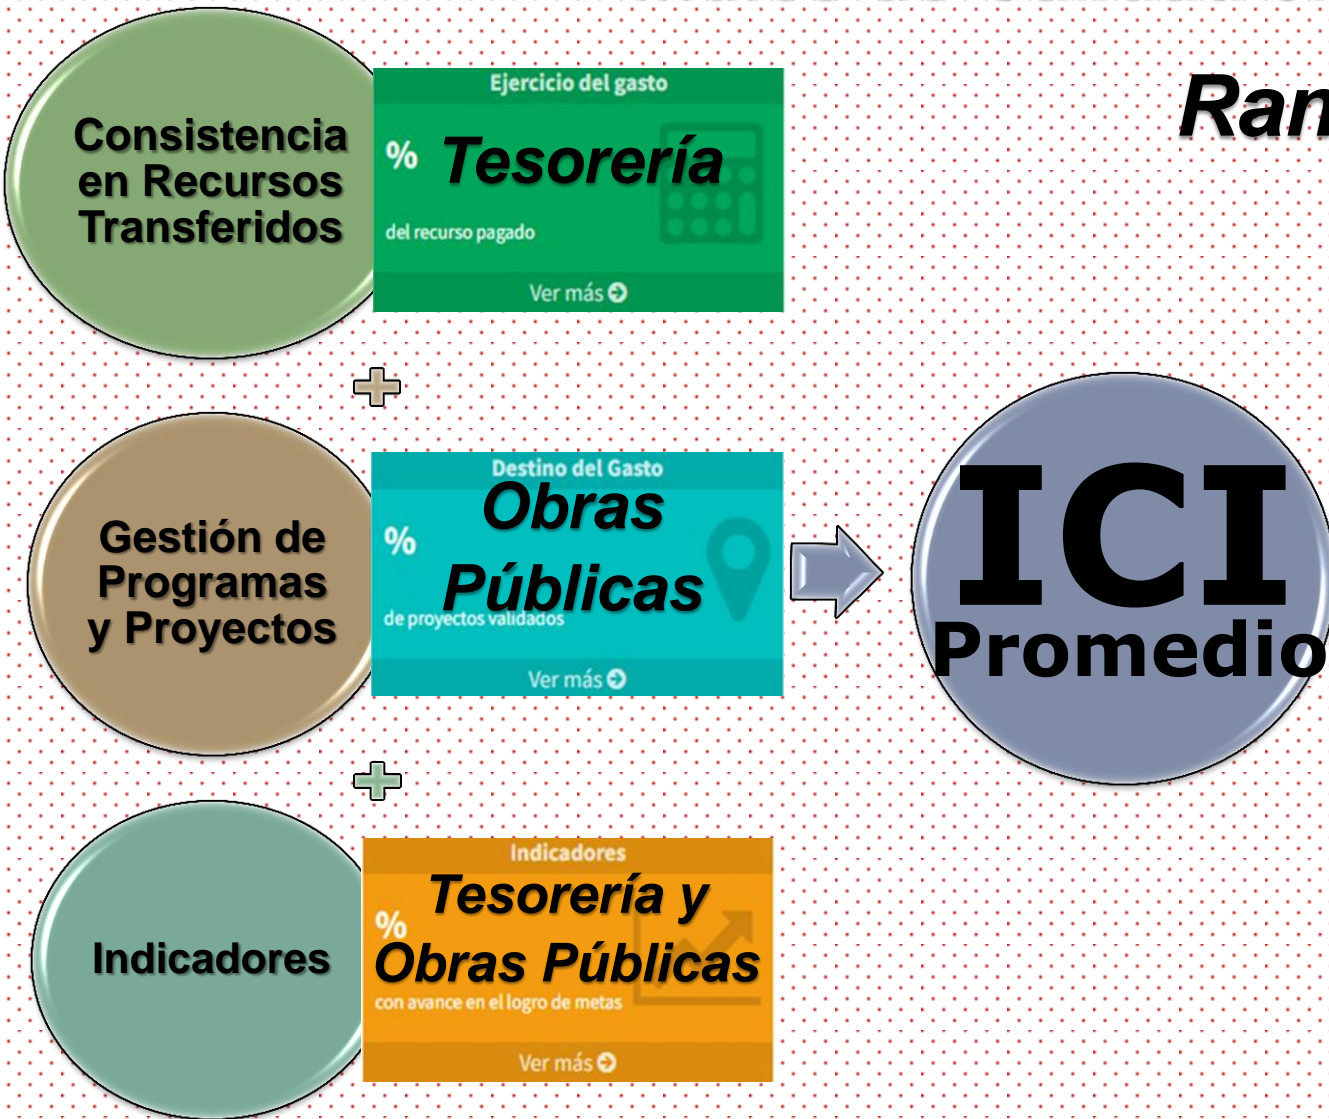 Ran
Consistencia
en Recursos
Transferidos
Ejercicio del gasto
% Tesorería
del recurso pagado
Ver más
Gestión de
Programas
y Proyectos
Destino del Gasto
Obras
%
Públicas
de proyectos validados
Ver más
ICI
Promedio
Indicadores
Indicadores
Tesorería y
%
Obras Públicas
con avance en el logro de metas
Ver más